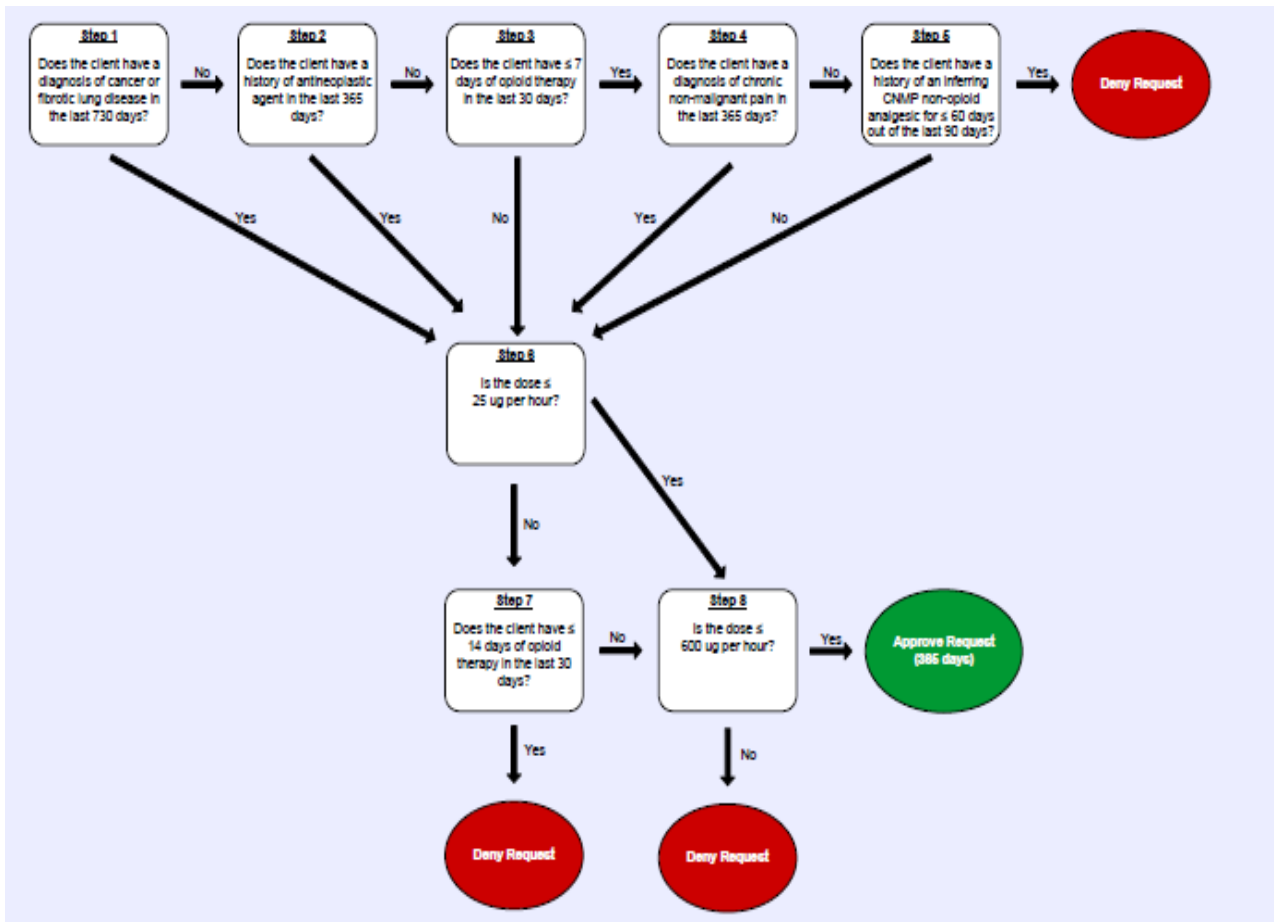 Step 1
Does the client have a
diagnosis of cancer or
fibrotic lung disease in
the last 730 days?
No
Step 2
Does the client have a
history of antineoplastic
agent in the last 365
days?
No
Step 3
Does the client have ≤ 7
days of opioid therapy
in the last 30 days?
Yes
Step 4
Does the client have a
diagnosis of chronic
non-malignant pain in
the last 365 days?
No
Step 5
Does the client have a
history of an inferring
CNMP non-opioid
analgesic for ≤ 60 days
out of the last 90 days?
Yes
Deny Request
Yes
Yes
No
Yes
No
Step 6
Is the dose ≤
25 ug per hour?
Yes
No
Step 7
Does the client have ≤
14 days of opioid
therapy in the last 30
days?
No
Step 8
Is the dose ≤
600 ug per hour?
Yes
Approve Request
(365 days)
Yes
No
Deny Request
Deny Request